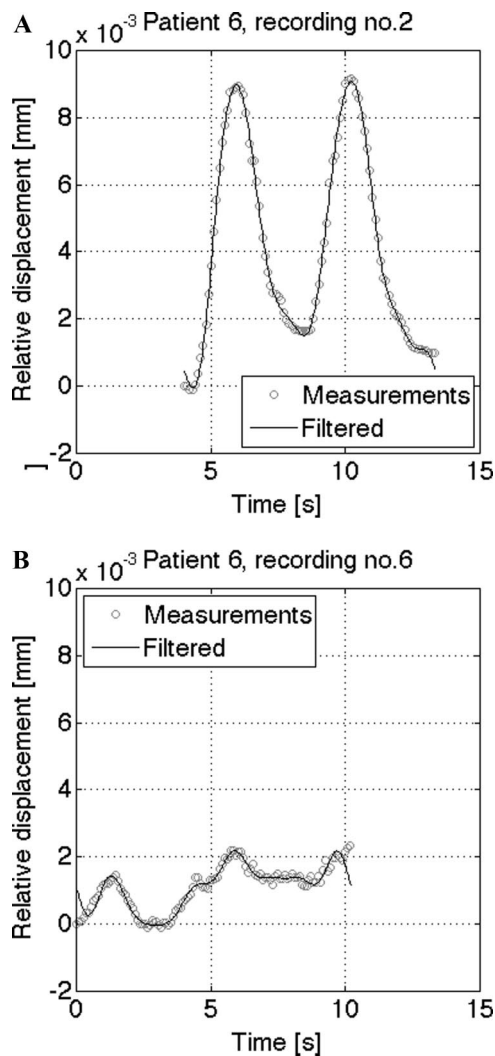 A
x 10-3 Patient 6, recording no.2
10
8
6
4
2
0
-2
]
Relative displacement [mm]
Measurements
Filtered
0 5 10 15
Time [s]
B
x 10-3 Patient 6, recording no.6
10
8
6
4
2
0
-2
Relative displacement [mm]
Measurements
Filtered
0 5 10 15
Time [s]